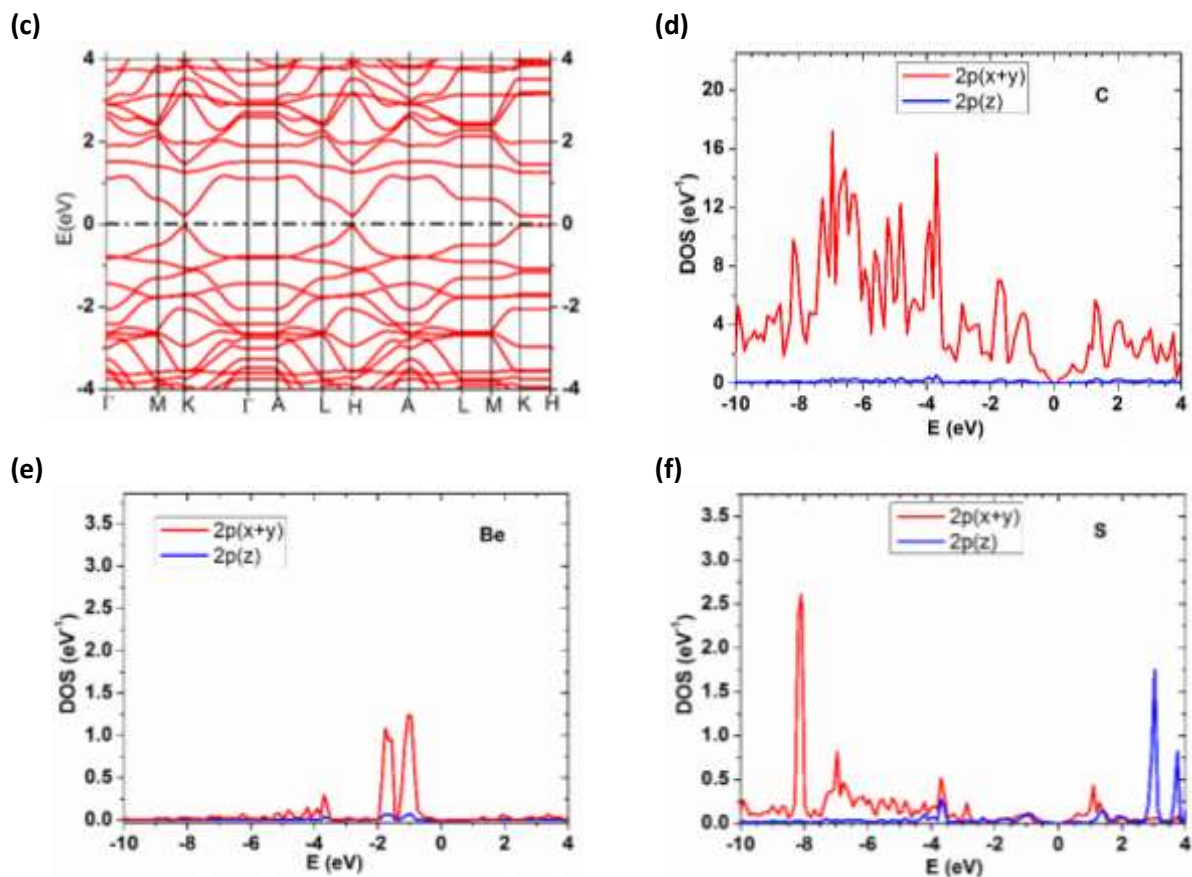 (c)
4
2
0
-2
-4
E(eV)
4
2
0
-2
-4
Γ M K Γ A L H A L M K H
(d)
2p(x+y)
2p(z)
C
20
16
12
8
4
0
DOS (eV⁻¹)
-10 -8 -6 -4 -2 0 2 4
E (eV)
(e)
2p(x+y)
2p(z)
Be
3.5
3.0
2.5
2.0
1.5
1.0
0.5
0.0
DOS (eV⁻¹)
-10 -8 -6 -4 -2 0 2 4
E (eV)
(f)
2p(x+y)
2p(z)
S
3.5
3.0
2.5
2.0
1.5
1.0
0.5
0.0
DOS (eV⁻¹)
-10 -8 -6 -4 -2 0 2 4
E (eV)